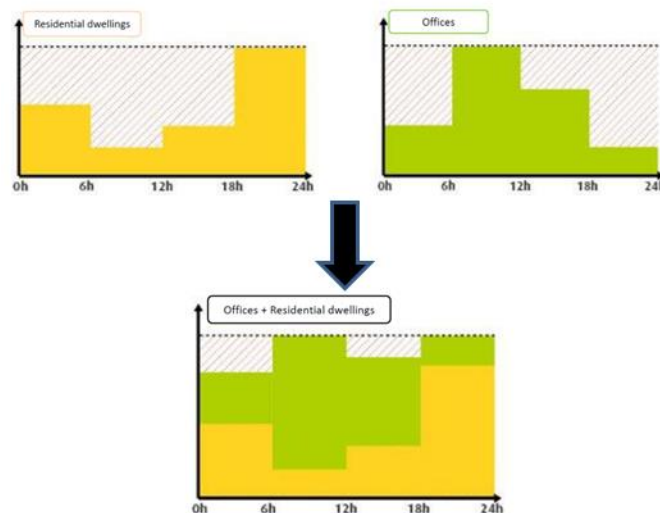 Residential dwellings
Offices
0h 6h 12h 18h 24h
0h 6h 12h 18h 24h
Offices + Residential dwellings
0h 6h 12h 18h 24h